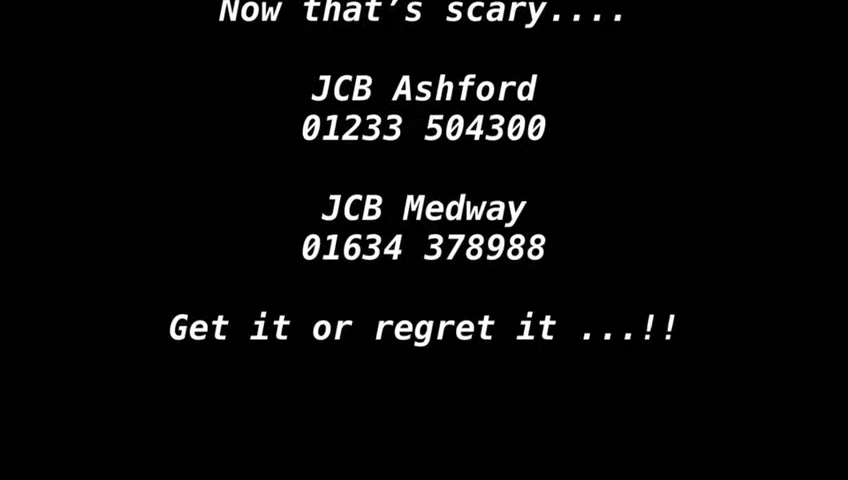 Now that's scary....
JCB Ashford
01233 504300
JCB Medway
01634 378988
Get it or regret it ...!!